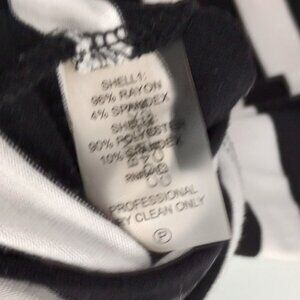 SHELL1:
96% RAYON
4% SPANDEX
SHELL2:
90% POLYESTER
10% SPANDEX
PROFESSIONAL
DRY CLEAN ONLY
P